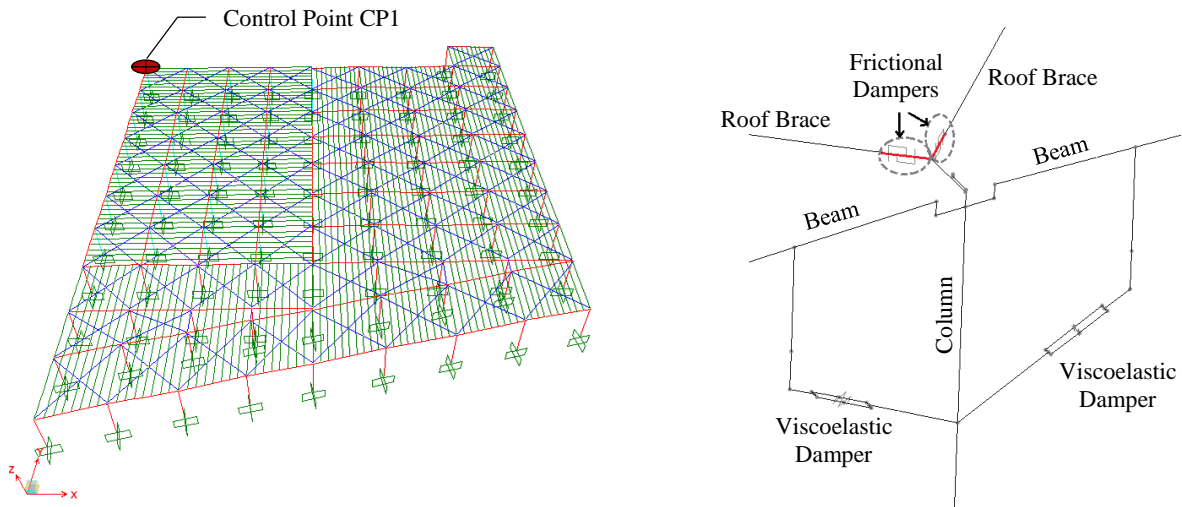 Control Point CP1
Z
Y
X
Frictional
Dampers
Roof Brace
Roof Brace
Beam
Beam
Column
Viscoelastic
Damper
Viscoelastic
Damper